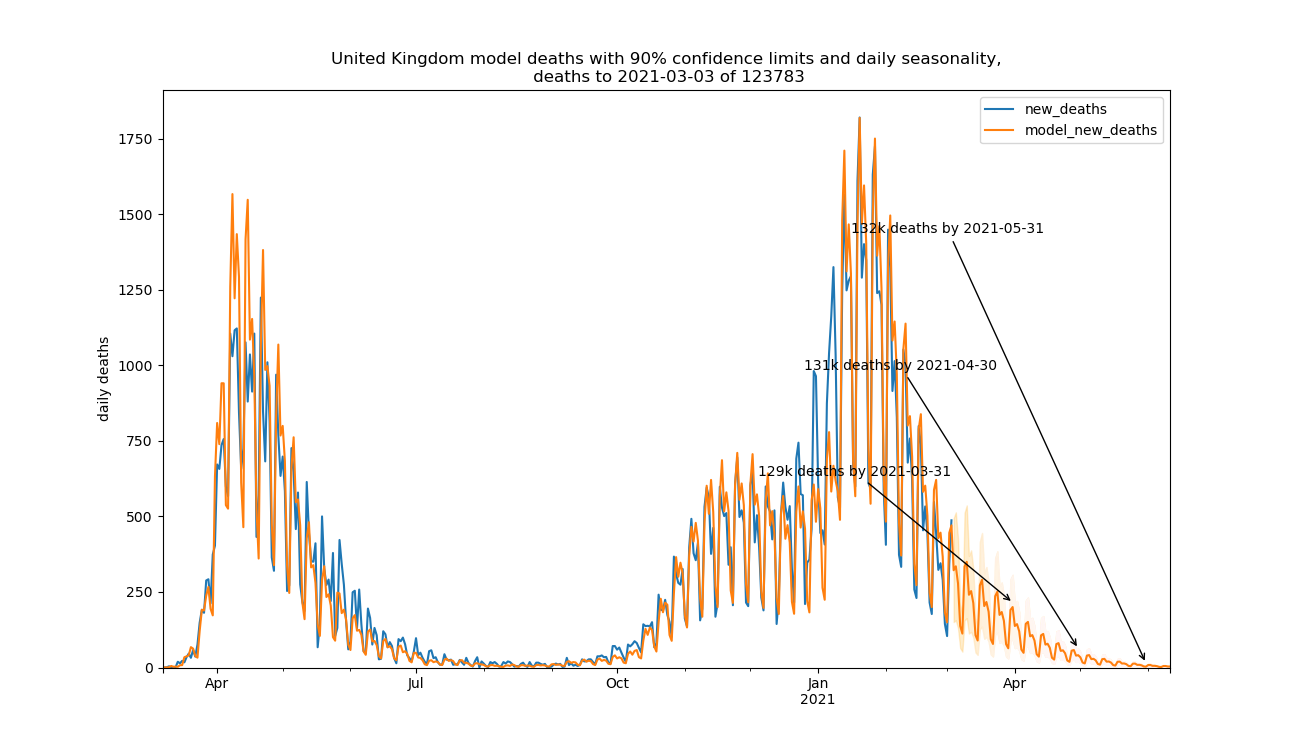 United Kingdom model deaths with 90% confidence limits and daily seasonality,
deaths to 2021-03-03 of 123783
new_deaths
model_new_deaths
1750
1500
1250
1000
750
500
250
0
daily deaths
132k deaths by 2021-05-31
131k deaths by 2021-04-30
129k deaths by 2021-03-31
Apr
Jul
Oct
Jan
2021
Apr